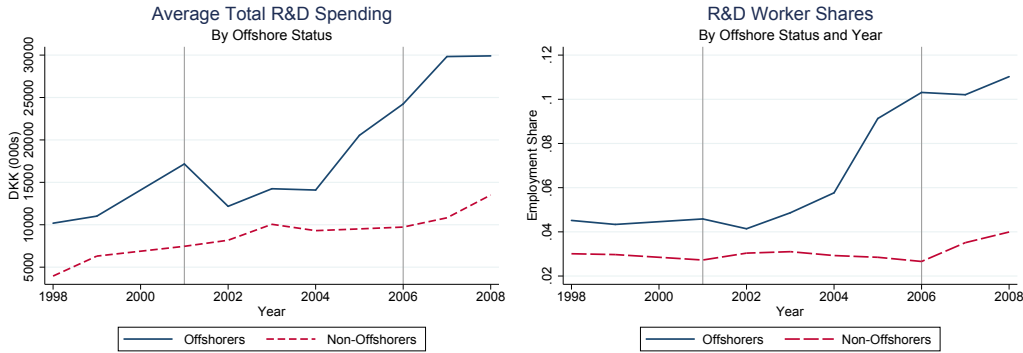 Average Total R&D Spending
By Offshore Status
DKK (000s)
30000
25000
20000
15000
10000
5000
1998 2000 2002 2004 2006 2008
Year
Offshorers Non-Offshorers
R&D Worker Shares
By Offshore Status and Year
Employment Share
.12
.1
.08
.06
.04
.02
1998 2000 2002 2004 2006 2008
Year
Offshorers Non-Offshorers